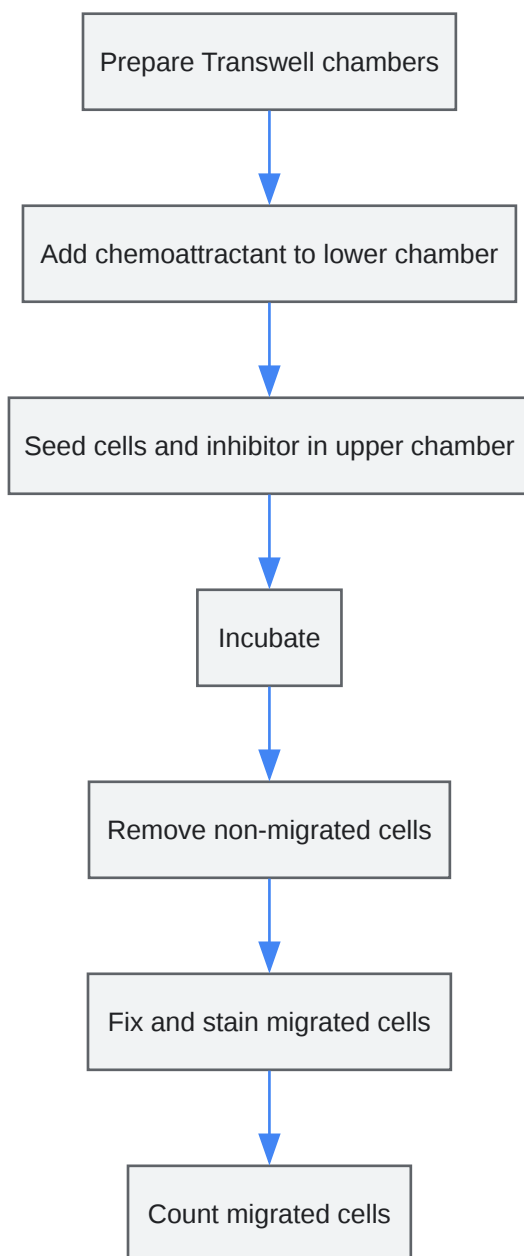 Prepare Transwell chambers
Add chemoattractant to lower chamber
Seed cells and inhibitor in upper chamber
Incubate
Remove non-migrated cells
Fix and stain migrated cells
Count migrated cells